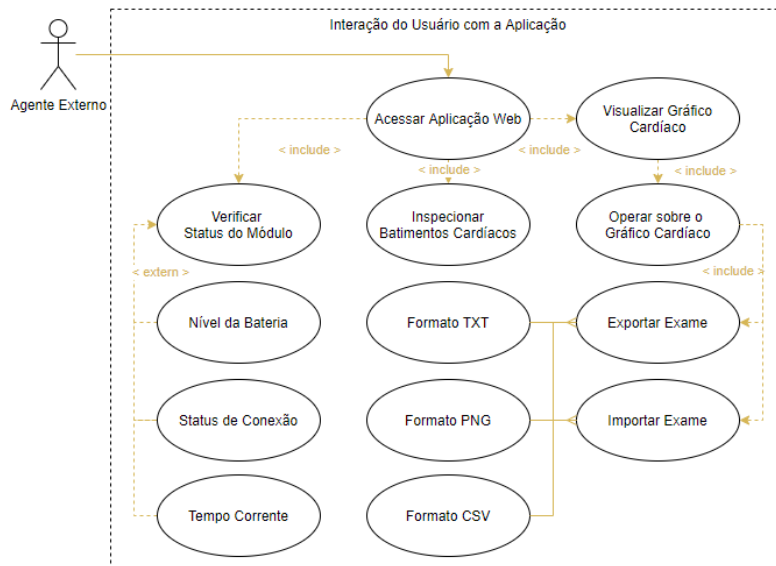 Interação do Usuário com a Aplicação
Agente Externo
Acessar Aplicação Web
Visualizar Gráfico
Cardíaco
< include >
< include >
< include >
< include >
Verificar
Status do Módulo
Inspecionar
Batimentos Cardíacos
Operar sobre o
Gráfico Cardíaco
< extern >
< include >
Nível da Bateria
Formato TXT
Exportar Exame
Status de Conexão
Formato PNG
Importar Exame
Tempo Corrente
Formato CSV